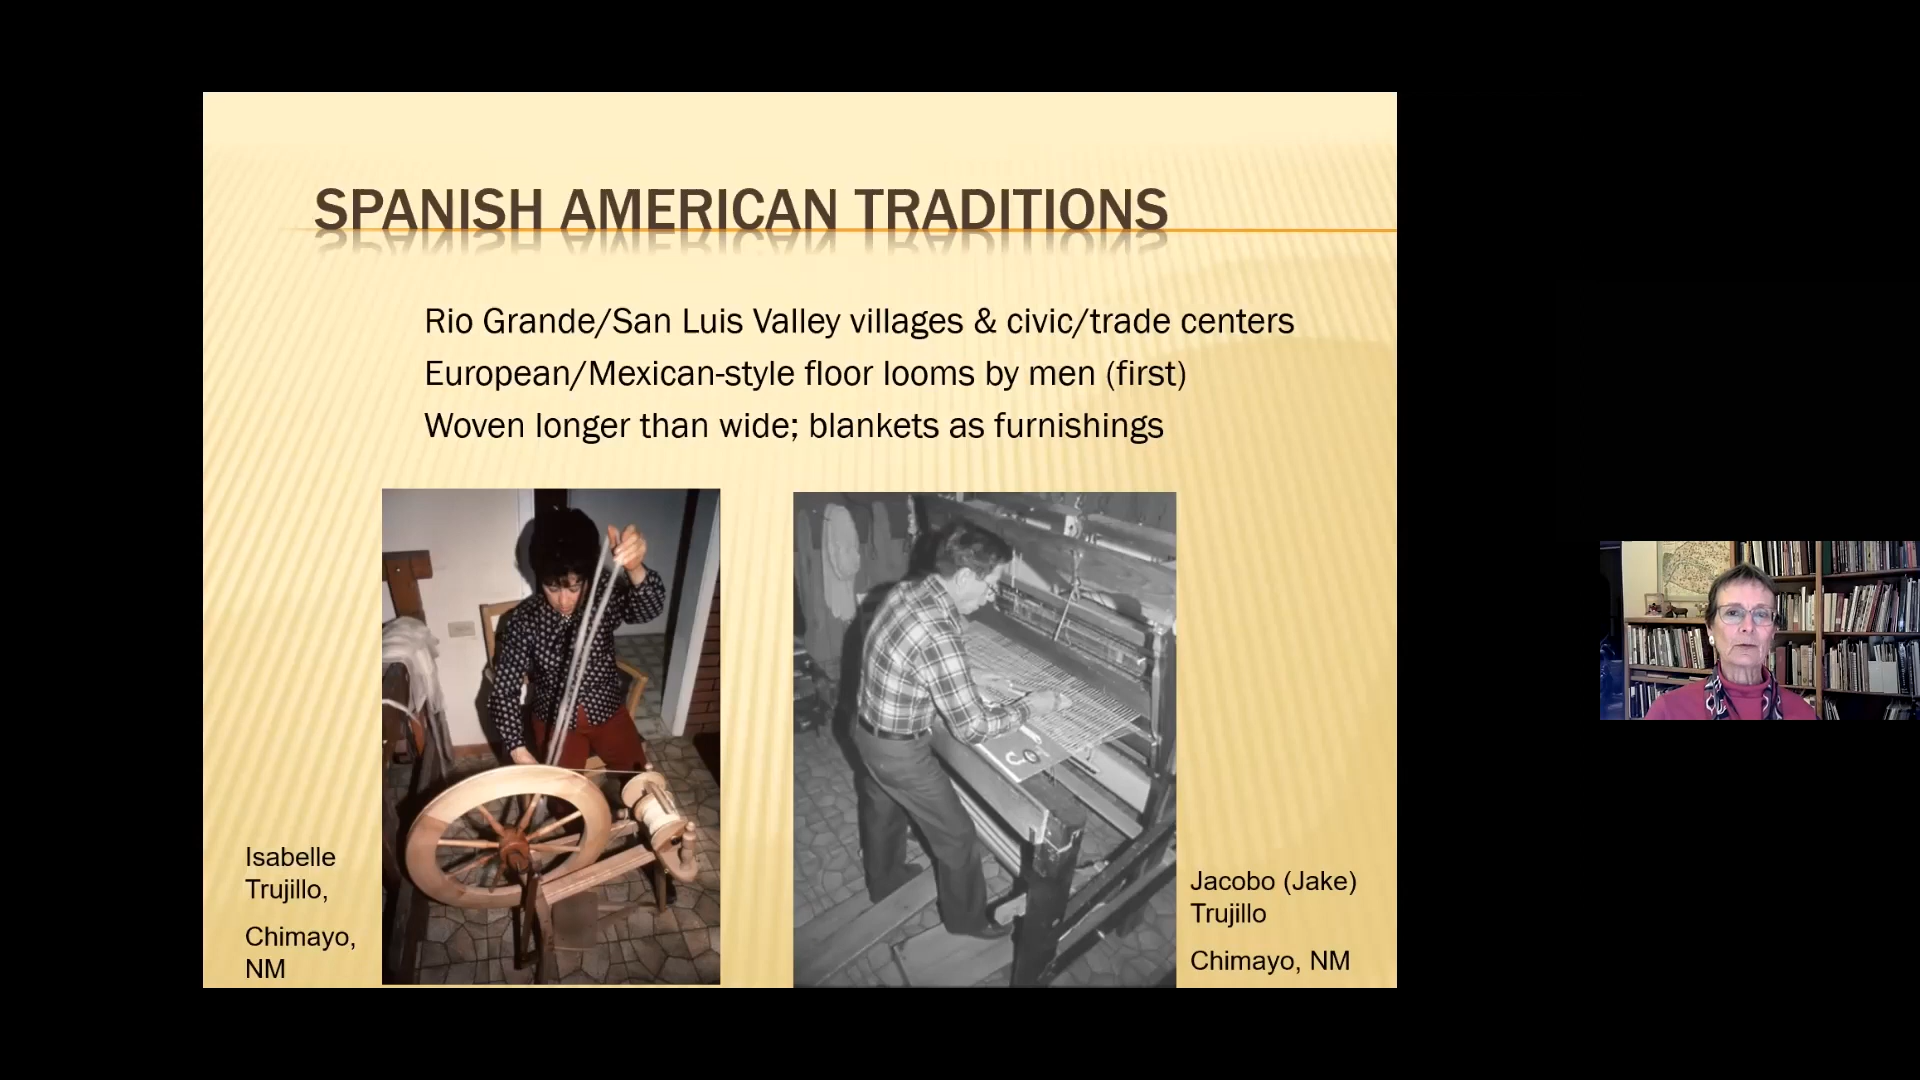 SPANISH AMERICAN TRADITIONS
Rio Grande/San Luis Valley villages & civic/trade centers
European/Mexican-style floor looms by men (first)
Woven longer than wide; blankets as furnishings
Isabelle
Trujillo,
Chimayo,
NM
Jacobo (Jake)
Trujillo
Chimayo, NM